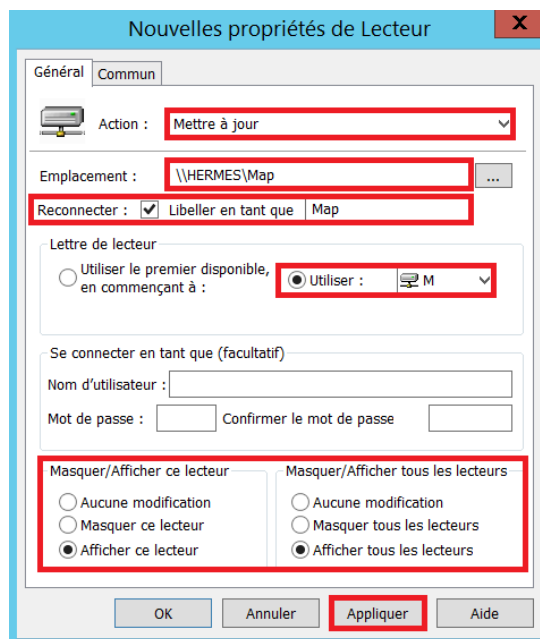 Nouvelles propriétés de Lecteur
X
Général Commun
Action : Mettre à jour
Emplacement : \\HERMES\Map ...
Reconnecter : Libeller en tant que Map
Lettre de lecteur
Utiliser le premier disponible,
en commençant à :
Utiliser : M
Se connecter en tant que (facultatif)
Nom d'utilisateur :
Mot de passe : Confirmer le mot de passe
Masquer/Afficher ce lecteur
Aucune modification
Masquer ce lecteur
Afficher ce lecteur
Masquer/Afficher tous les lecteurs
Aucune modification
Masquer tous les lecteurs
Afficher tous les lecteurs
OK Annuler Appliquer Aide